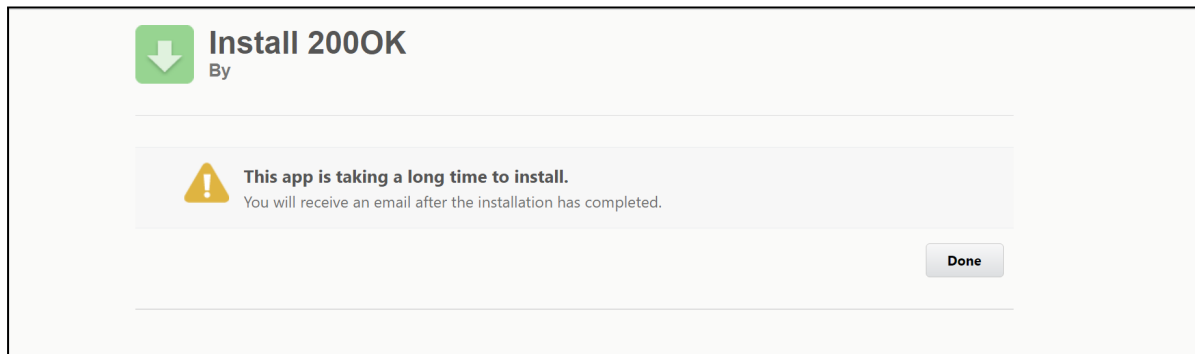 Install 200OK
By
This app is taking a long time to install.
You will receive an email after the installation has completed.
Done